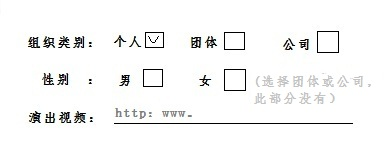 组织类别： 个人 团体 公司
性别 ： 男 女 (选择团体或公司，
此部分没有)
演出视频： http: www.